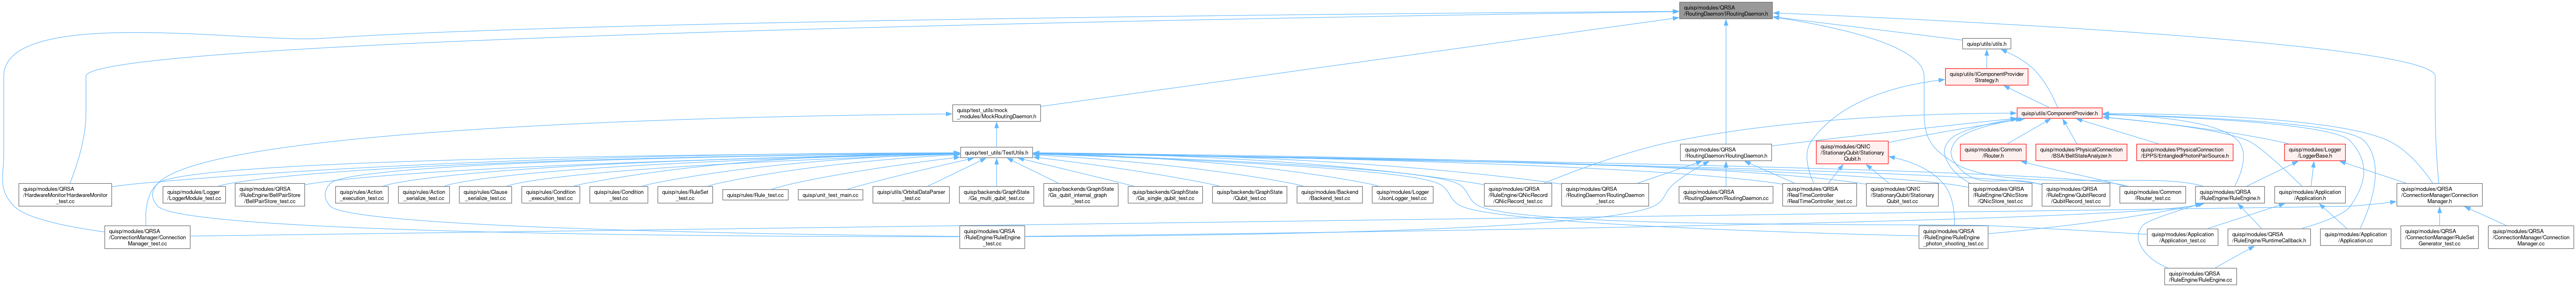 quisp/modules/QRSA
/RoutingDaemon/IRoutingDaemon.h
quisp/utils/utils.h
quisp/utils/IComponentProvider
Strategy.h
quisp/test_utils/mock
_modules/MockRoutingDaemon.h
quisp/utils/ComponentProvider.h
quisp/test_utils/TestUtils.h
quisp/modules/QRSA
/RoutingDaemon/RoutingDaemon.h
quisp/modules/QNIC
/StationaryQubit/Stationary
Qubit.h
quisp/modules/Common
/Router.h
quisp/modules/PhysicalConnection
/BSA/BellStateAnalyzer.h
quisp/modules/PhysicalConnection
/EPPS/EntangledPhotonPairSource.h
quisp/modules/Logger
/LoggerBase.h
quisp/modules/QRSA
/HardwareMonitor/HardwareMonitor
_test.cc
quisp/modules/Logger
/LoggerModule_test.cc
quisp/modules/QRSA
/RuleEngine/BellPairStore
/BellPairStore_test.cc
quisp/rules/Action
_execution_test.cc
quisp/rules/Action
_serialize_test.cc
quisp/rules/Clause
_serialize_test.cc
quisp/rules/Condition
_execution_test.cc
quisp/rules/Condition
_test.cc
quisp/rules/RuleSet
_test.cc
quisp/rules/Rule_test.cc
quisp/unit_test_main.cc
quisp/utils/OrbitalDataParser
_test.cc
quisp/backends/GraphState
/Gs_multi_qubit_test.cc
quisp/backends/GraphState
/Gs_qubit_internal_graph
_test.cc
quisp/backends/GraphState
/Gs_single_qubit_test.cc
quisp/backends/GraphState
/Qubit_test.cc
quisp/modules/Backend
/Backend_test.cc
quisp/modules/Logger
/JsonLogger_test.cc
quisp/modules/QRSA
/RuleEngine/QNicRecord
/QNicRecord_test.cc
quisp/modules/QRSA
/RoutingDaemon/RoutingDaemon
_test.cc
quisp/modules/QRSA
/RoutingDaemon/RoutingDaemon.cc
quisp/modules/QRSA
/RealTimeController
/RealTimeController_test.cc
quisp/modules/QNIC
/StationaryQubit/Stationary
Qubit_test.cc
quisp/modules/QRSA
/RuleEngine/QNicStore
/QNicStore_test.cc
quisp/modules/QRSA
/RuleEngine/QubitRecord
/QubitRecord_test.cc
quisp/modules/Common
/Router_test.cc
quisp/modules/QRSA
/RuleEngine/RuleEngine.h
quisp/modules/Application
/Application.h
quisp/modules/QRSA
/ConnectionManager/Connection
Manager.h
quisp/modules/QRSA
/ConnectionManager/Connection
Manager_test.cc
quisp/modules/QRSA
/RuleEngine/RuleEngine
_test.cc
quisp/modules/QRSA
/RuleEngine/RuleEngine
_photon_shooting_test.cc
quisp/modules/Application
/Application_test.cc
quisp/modules/QRSA
/RuleEngine/RuntimeCallback.h
quisp/modules/Application
/Application.cc
quisp/modules/QRSA
/ConnectionManager/RuleSet
Generator_test.cc
quisp/modules/QRSA
/ConnectionManager/Connection
Manager.cc
quisp/modules/QRSA
/RuleEngine/RuleEngine.cc